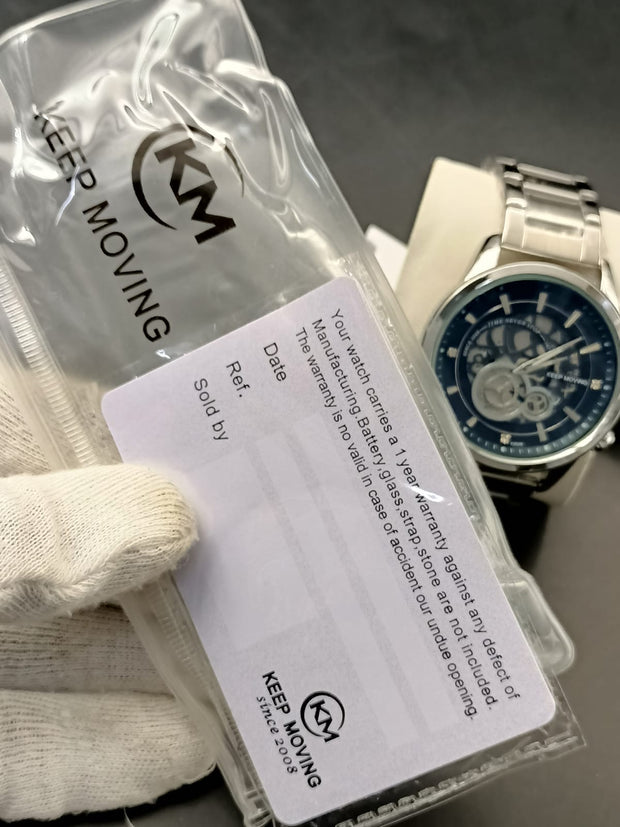 KM
KEEP MOVING
Your watch carries a 1 year warranty against any defect of
Manufacturing.Battery,glass,strap,stone are not included.
The warranty is no valid in case of accident our undue opening.
Date
Ref.
Sold by
KM
KEEP MOVING
since 2008
TIME NEVER
KEEP MOVING